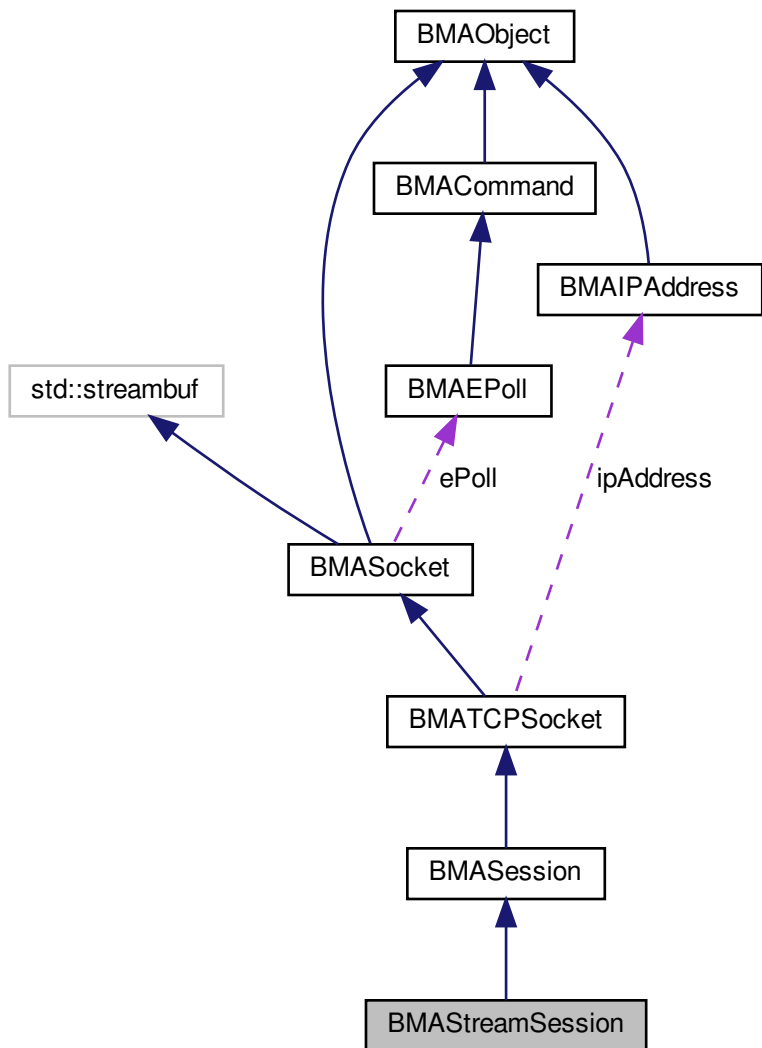 BMAObject
BMACommand
BMAIPAddress
std::streambuf
BMAEPoll
ePoll
ipAddress
BMASocket
BMATCPSocket
BMASession
BMAStreamSession